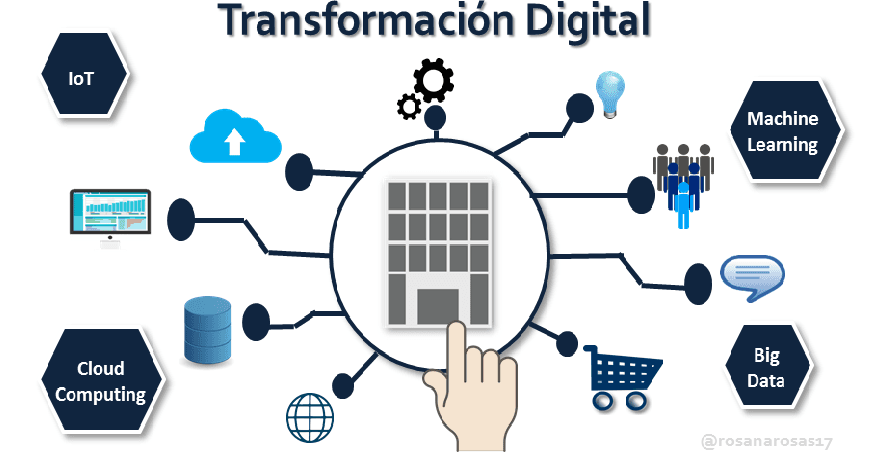 Transformación Digital
IoT
Machine
Learning
Cloud
Computing
Big
Data
@rosanarosas17